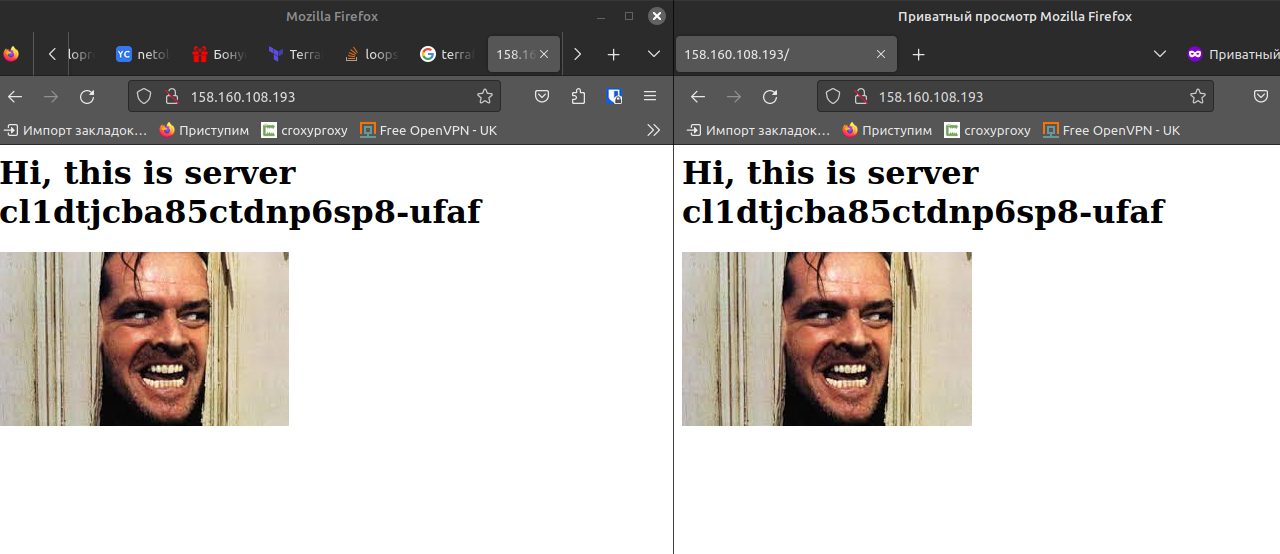 Mozilla Firefox
Приватный просмотр Mozilla Firefox
YC netol Бону Terra loops terra 158.16
158.160.108.193/
Приватный
158.160.108.193
158.160.108.193
Импорт закладок… Приступим croxyproxy Free OpenVPN - UK
Импорт закладок… Приступим croxyproxy Free OpenVPN - UK
Hi, this is server
cl1dtjcba85ctdnp6sp8-ufaf
Hi, this is server
cl1dtjcba85ctdnp6sp8-ufaf